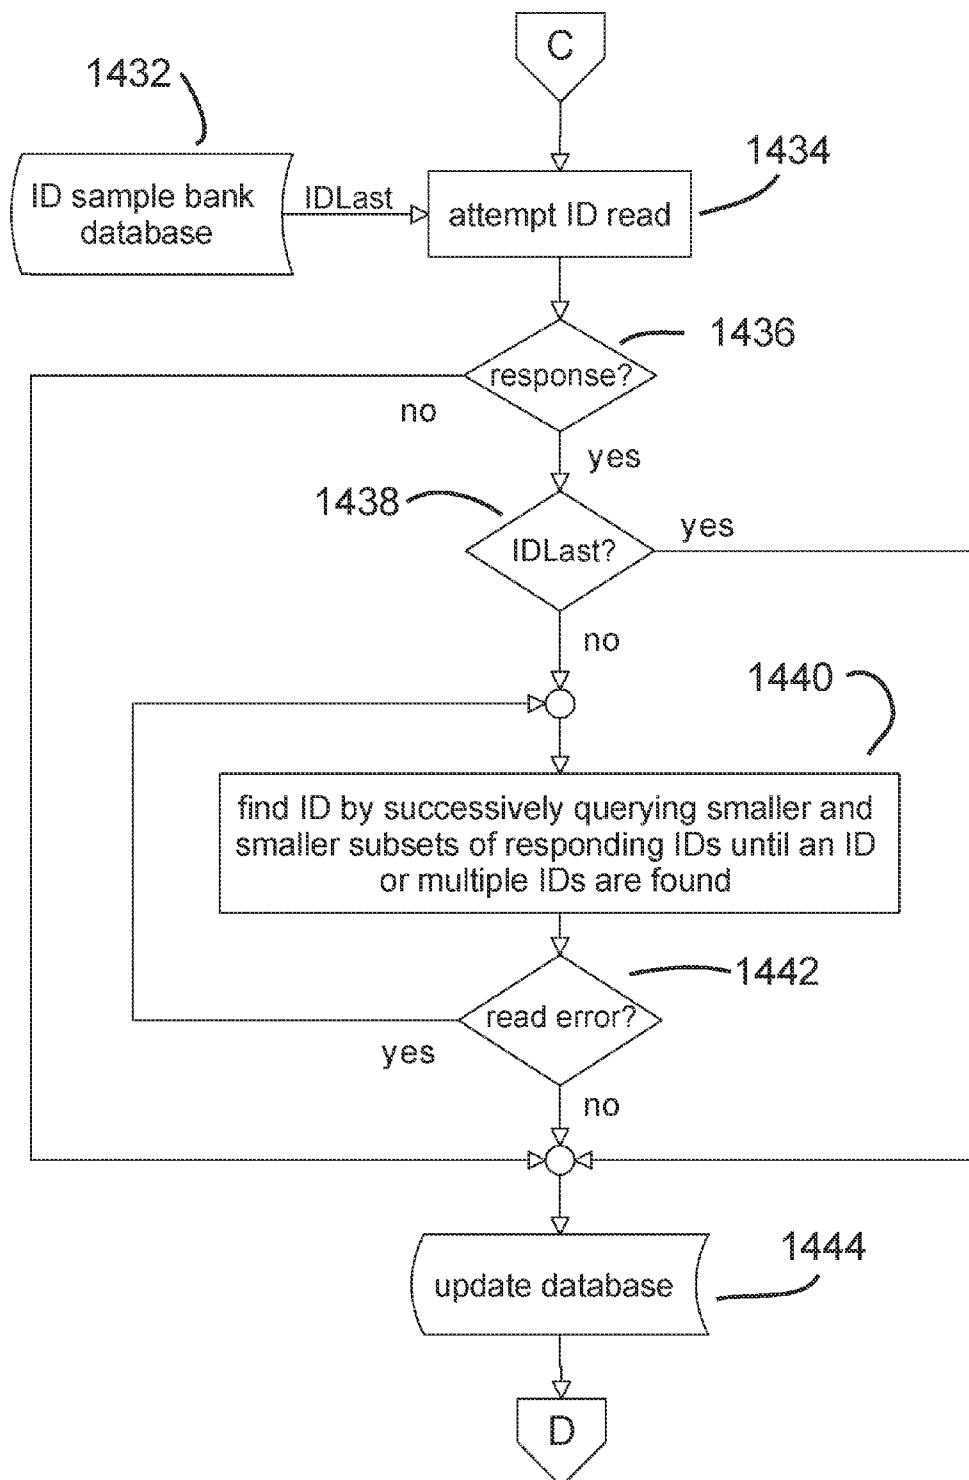 C
1432
1434
ID sample bank
database
IDLast
attempt ID read
1436
response?
no
yes
1438
yes
IDLast?
no
1440
find ID by successively querying smaller and
smaller subsets of responding IDs until an ID
or multiple IDs are found
1442
read error?
yes
no
1444
update database
D